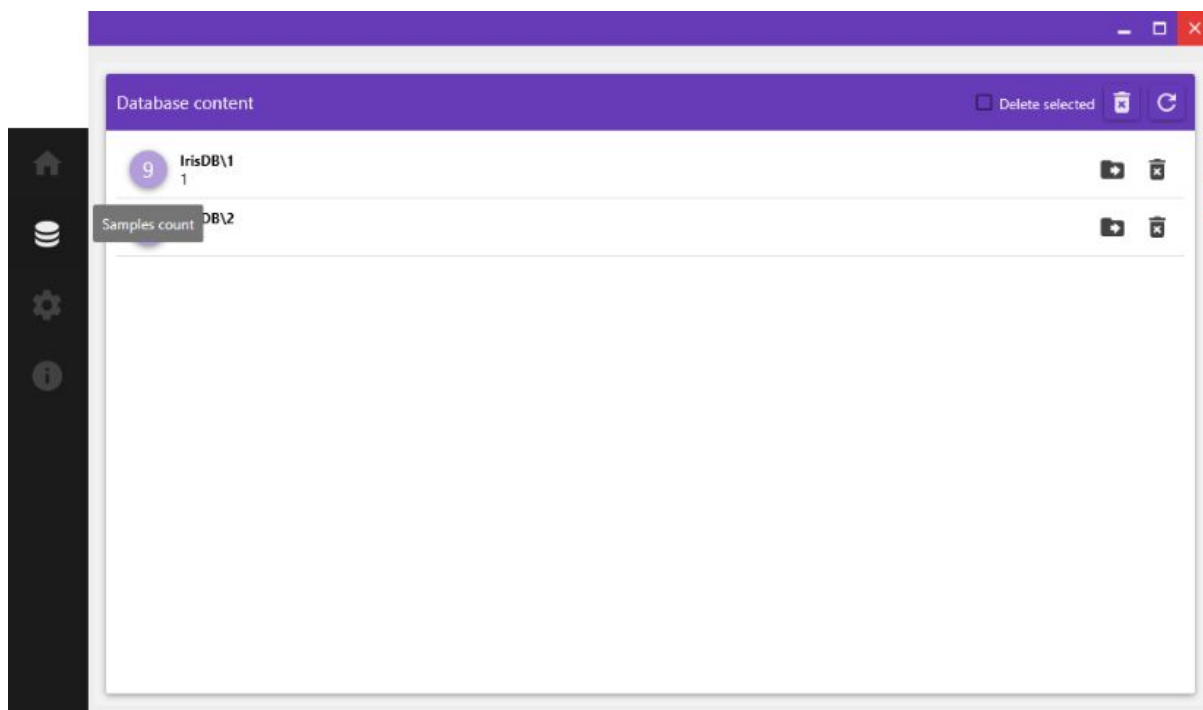 Database content
Delete selected
9
IrisDB\1
1
Samples count
DB\2